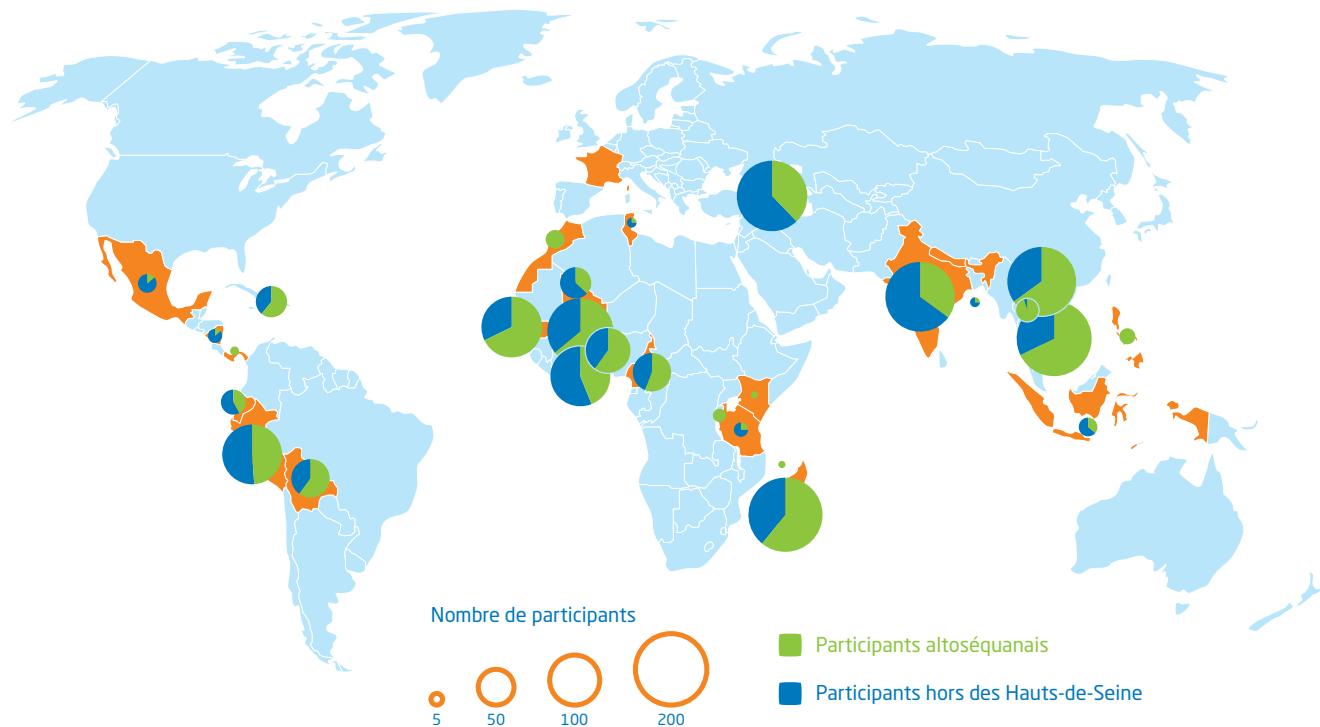 Nombre de participants
5 50 100 200
Participants altoséquanais
Participants hors des Hauts-de-Seine